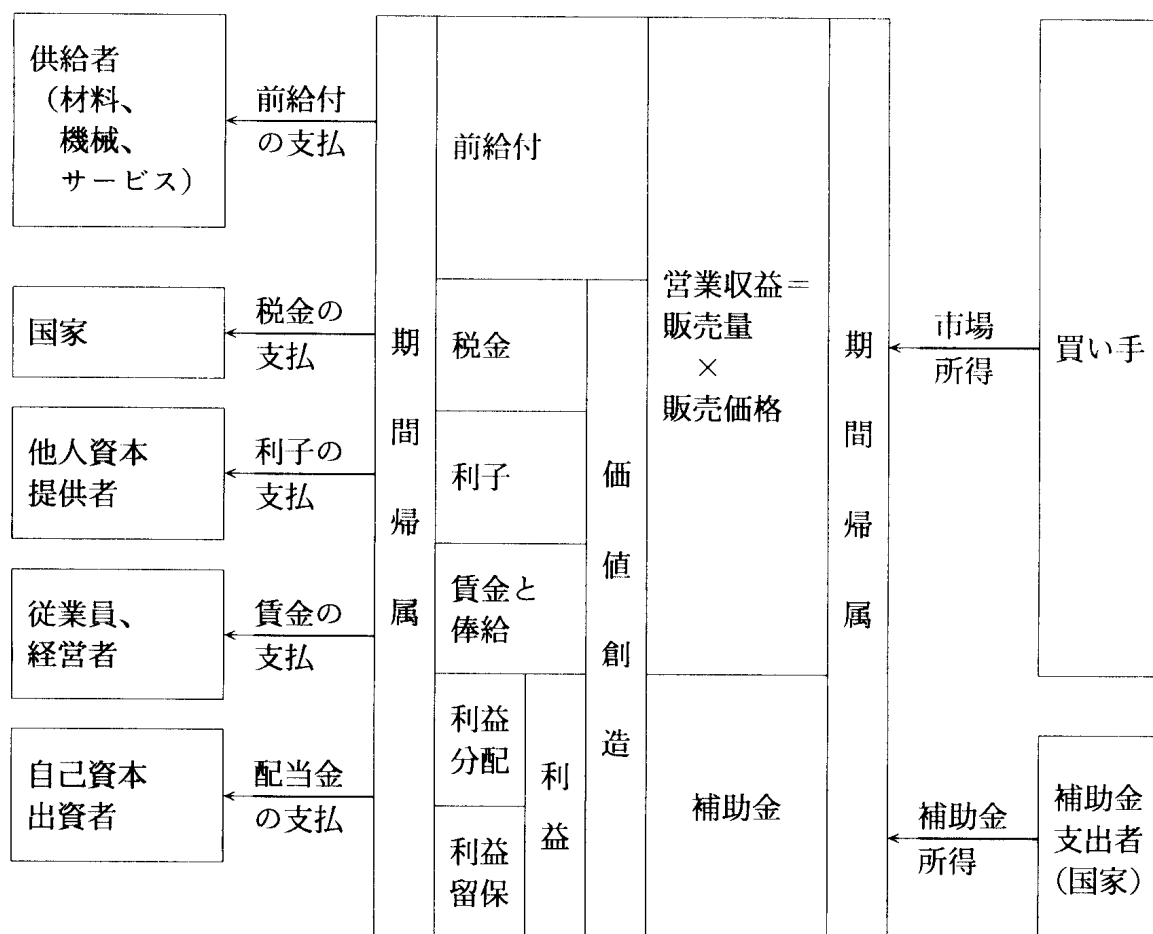 供給者
（材料、
機械、
サービス）
前給付
の支払
国家
税金の
支払
他人資本
提供者
利子の
支払
従業員、
経営者
賃金の
支払
自己資本
出資者
配当金
の支払
期間帰属
前給付
税金
利子
賃金と
俸給
利益
分配
利益
留保
利益
価値創造
営業収益＝
販売量
×
販売価格
補助金
期間帰属
市場
所得
補助金
所得
買い手
補助金
支出者
（国家）